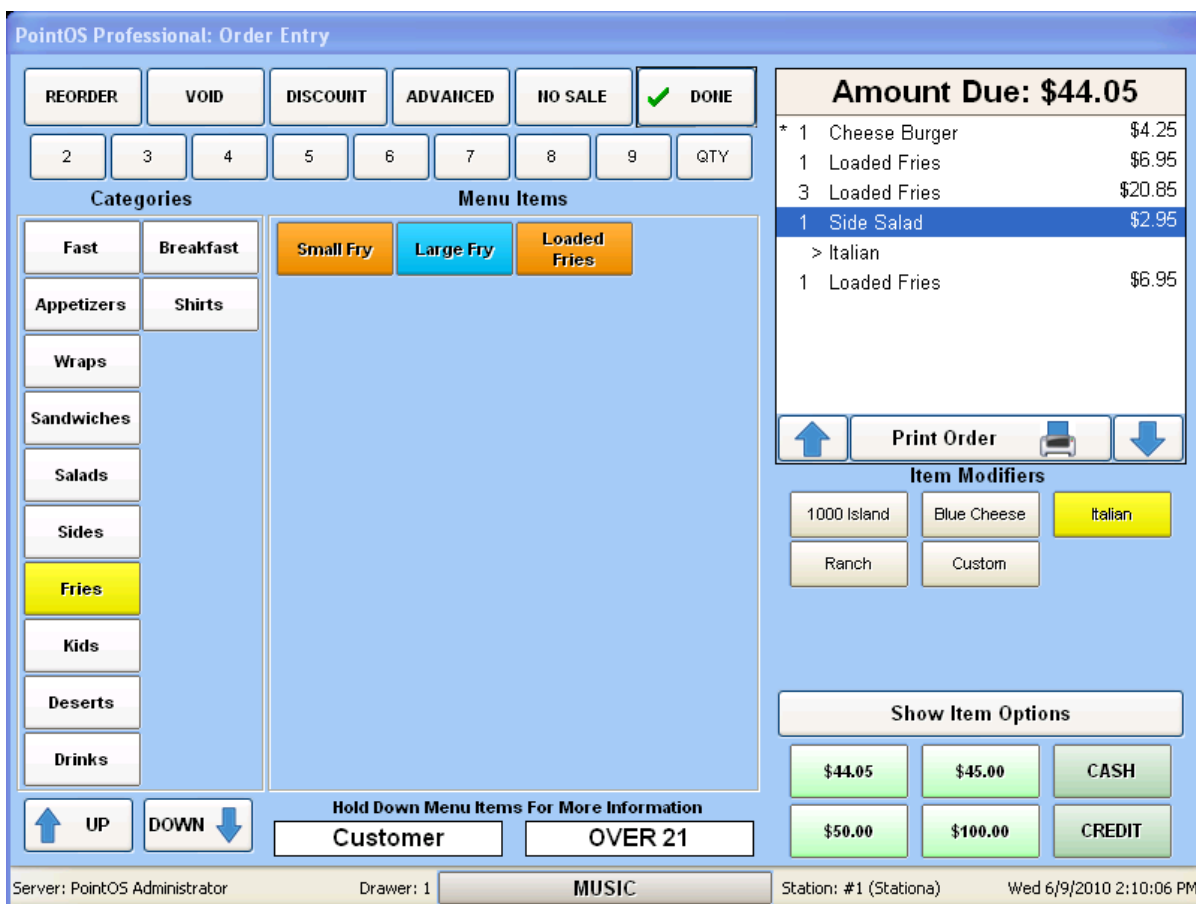 PointOS Professional: Order Entry
REORDER VOID DISCOUNT ADVANCED NO SALE DONE
2 3 4 5 6 7 8 9 QTY
Categories Menu Items
Fast Breakfast
Appetizers Shirts
Wraps
Sandwiches
Salads
Sides
Fries
Kids
Deserts
Drinks
UP DOWN
Small Fry Large Fry Loaded
Fries
Hold Down Menu Items For More Information
Customer OVER 21
Amount Due: $44.05
* 1 Cheese Burger $4.25
1 Loaded Fries $6.95
3 Loaded Fries $20.85
1 Side Salad $2.95
> Italian
1 Loaded Fries $6.95
Print Order
Item Modifiers
1000 Island Blue Cheese Italian
Ranch Custom
Show Item Options
$44.05 $45.00 CASH
$50.00 $100.00 CREDIT
Server: PointOS Administrator Drawer: 1 MUSIC Station: #1 (Stationa) Wed 6/9/2010 2:10:06 PM